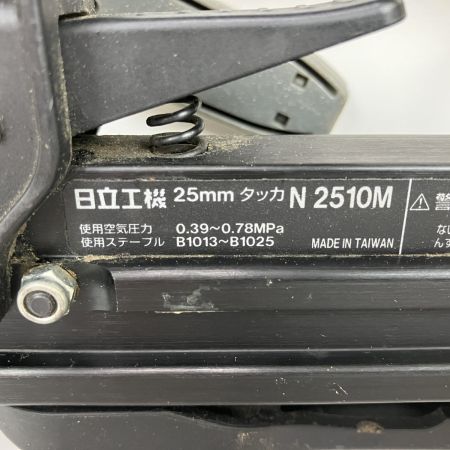 日立工機 25mm タッカ N 2510M
使用空気圧力 0.39～0.78MPa
使用ステープル B1013～B1025 MADE IN TAIWAN